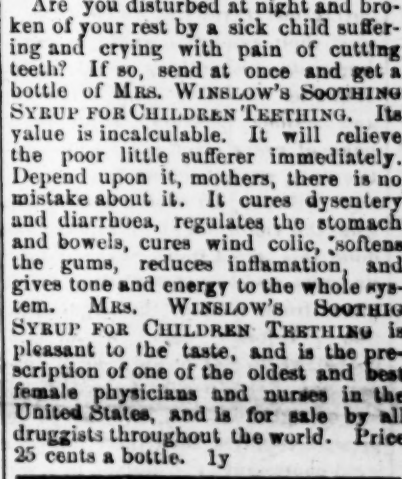 Are you disturbed at night and bro-
ken of your rest by a sick child suffer-
ing and crying with pain of cutting
teeth? If so, send at once and get a
bottle of MRS. WINSLOW'S SOOTHING
SYRUP FOR CHILDREN TEETHING. Its
value is incalculable. It will relieve
the poor little sufferer immediately.
Depend upon it, mothers, there is no
mistake about it. It cures dysentery
and diarrhoea, regulates the stomach
and bowels, cures wind colic, softens
the gums, reduces inflamation, and
gives tone and energy to the whole sys-
tem. MRS. WINSLOW'S SOOTHIG
SYRUP FOR CHILDREN TEETHING is
pleasant to the taste, and is the pre-
scription of one of the oldest and best
female physicians and nurses in the
United States, and is for sale by all
druggists throughout the world. Price
25 cents a bottle. 1y